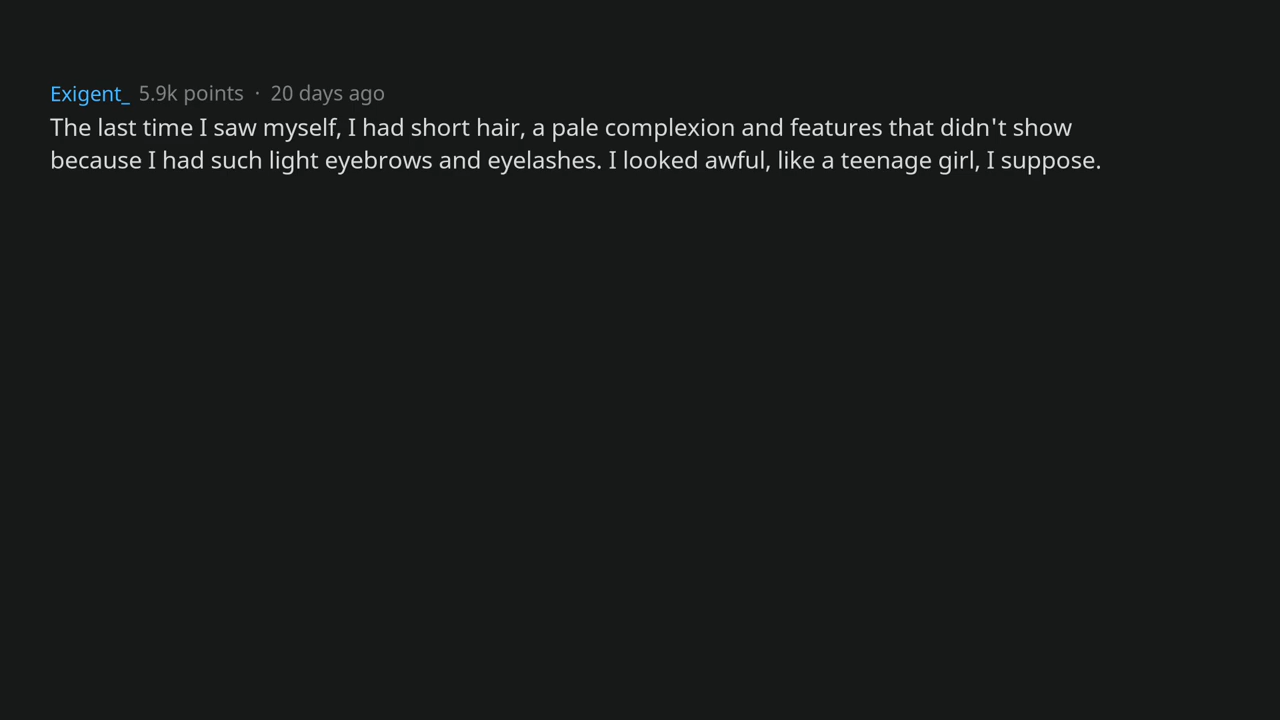 Exigent_ 5.9k points · 20 days ago
The last time I saw myself, I had short hair, a pale complexion and features that didn't show
because I had such light eyebrows and eyelashes. I looked awful, like a teenage girl, I suppose.